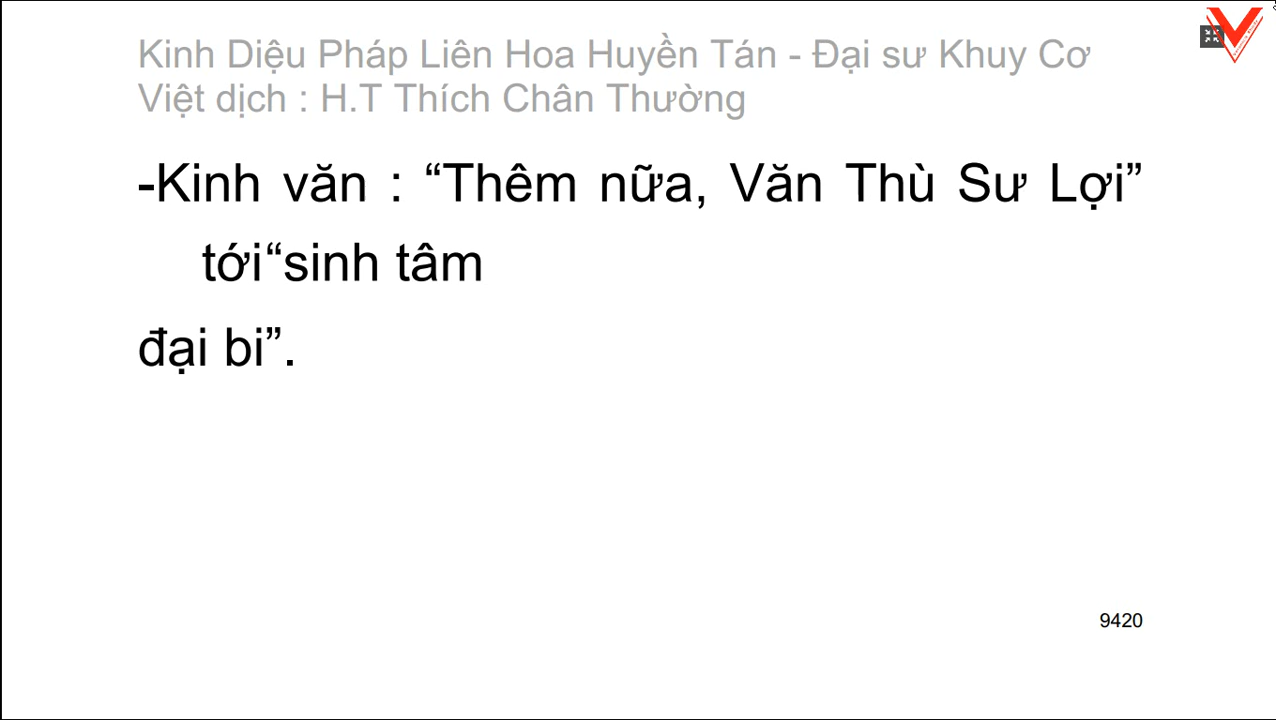 Kinh Diệu Pháp Liên Hoa Huyền Tán - Đại sư Khuy Cơ
Việt dịch : H.T Thích Chân Thường
-Kinh văn : “Thêm nữa, Văn Thù Sư Lợi”
tới“sinh tâm
đại bi”.
9420